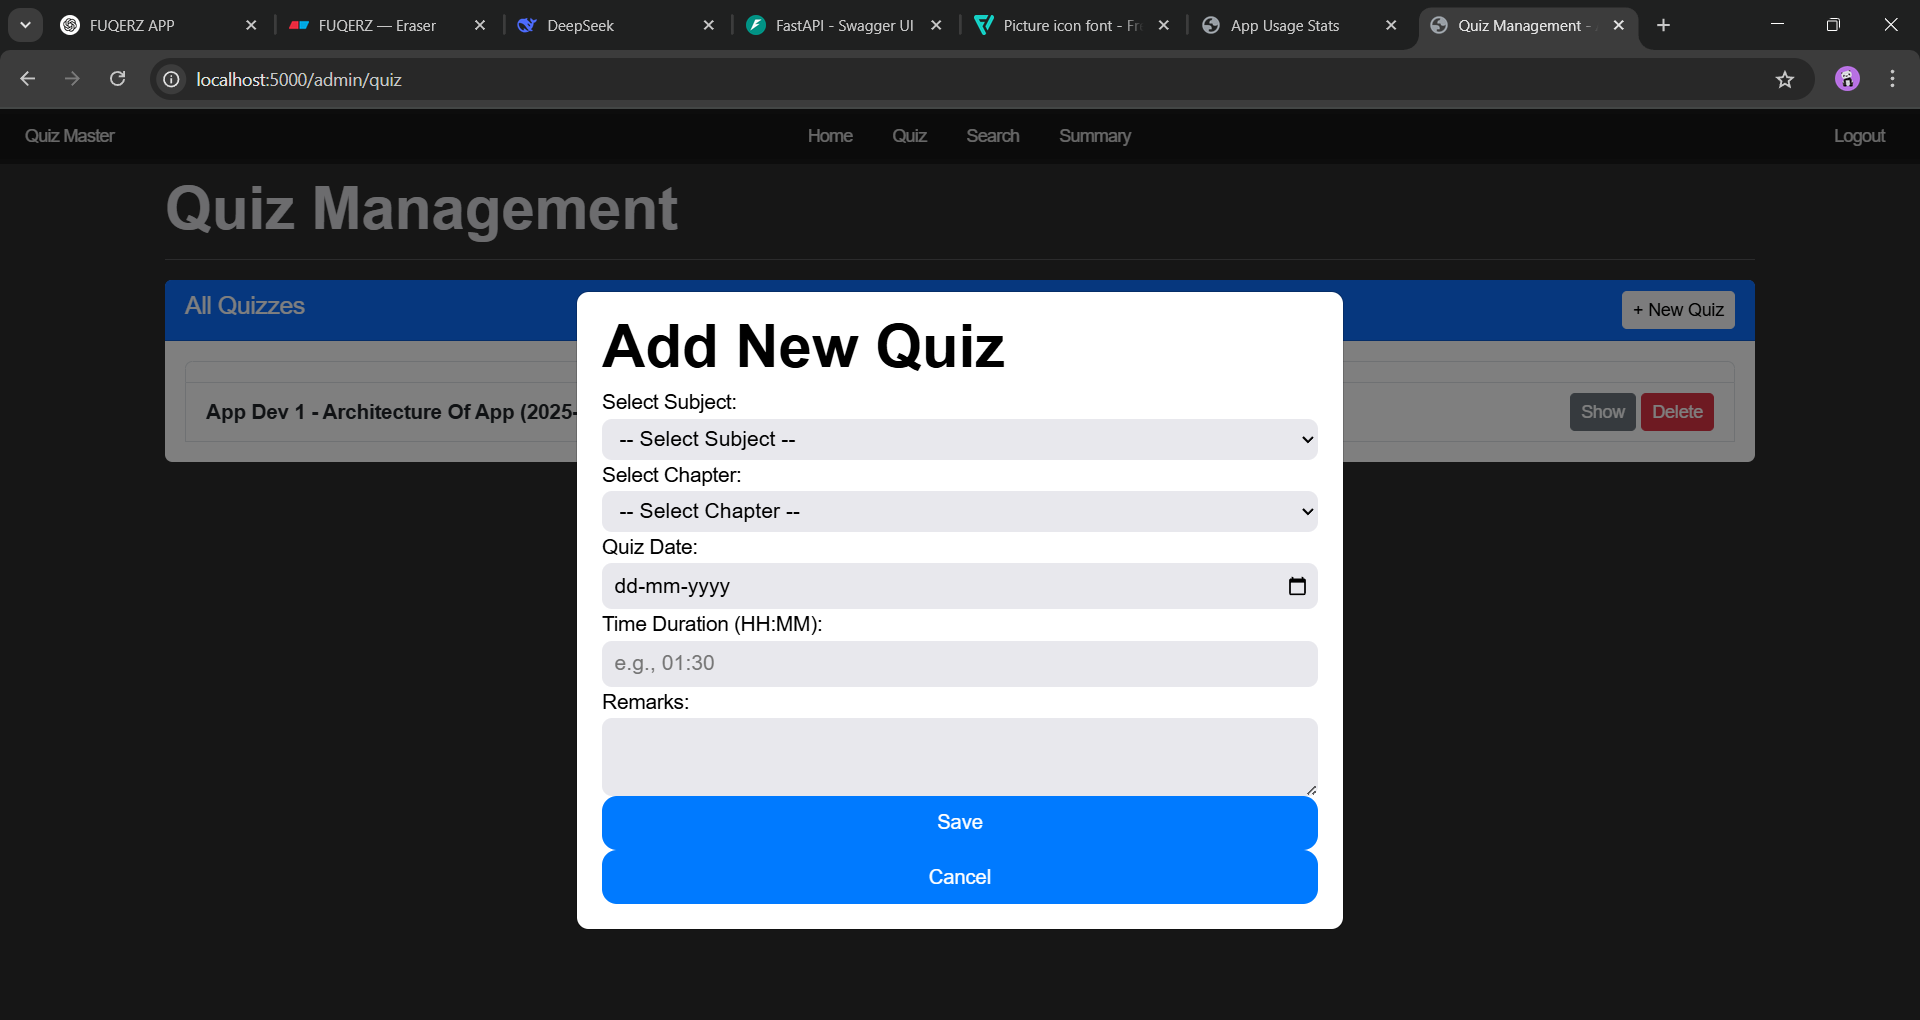 FUQERZ APP
FUQERZ — Eraser
DeepSeek
FastAPI - Swagger UI
Picture icon font - Fr
App Usage Stats
Quiz Management -
localhost:5000/admin/quiz
Quiz Master
Home
Quiz
Search
Summary
Logout
Quiz Management
All Quizzes
+ New Quiz
App Dev 1 - Architecture Of App (2025-
Show
Delete
Add New Quiz
Select Subject:
-- Select Subject --
Select Chapter:
-- Select Chapter --
Quiz Date:
dd-mm-yyyy
Time Duration (HH:MM):
e.g., 01:30
Remarks:
Save
Cancel